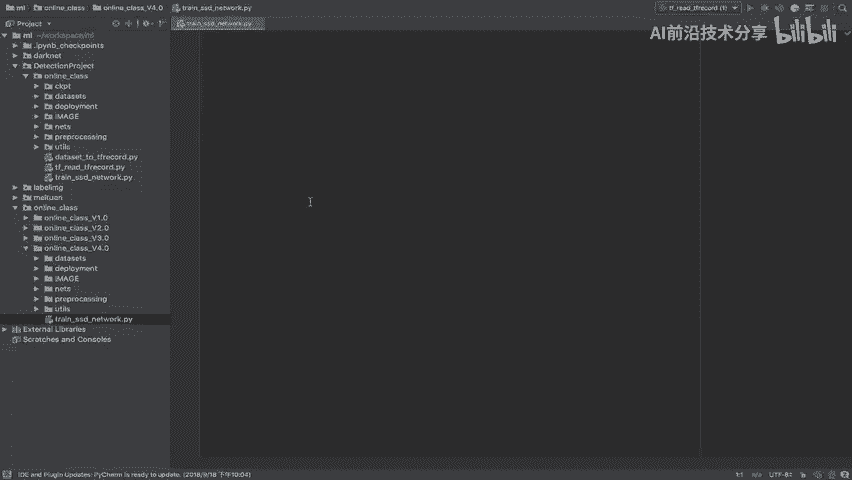 ml online_class online_class_V4.0 train_ssd_network.py tf_read_tfrecord (1)
Project train_ssd_network.py
AI前沿技术分享 bilibili
ml ~/workspace/ml
.ipynb_checkpoints
darknet
DetectionProject
online_class
ckpt
datasets
deployment
IMAGE
nets
preprocessing
utils
dataset_to_tfrecord.py
tf_read_tfrecord.py
train_ssd_network.py
labelImg
meituan
online_class
online_class_V1.0
online_class_V2.0
online_class_V3.0
online_class_V4.0
datasets
deployment
IMAGE
nets
preprocessing
utils
train_ssd_network.py
External Libraries
Scratches and Consoles
IDE and Plugin Updates: PyCharm is ready to update. (2018/9/18 下午10:04) 1:1 n/a UTF-8